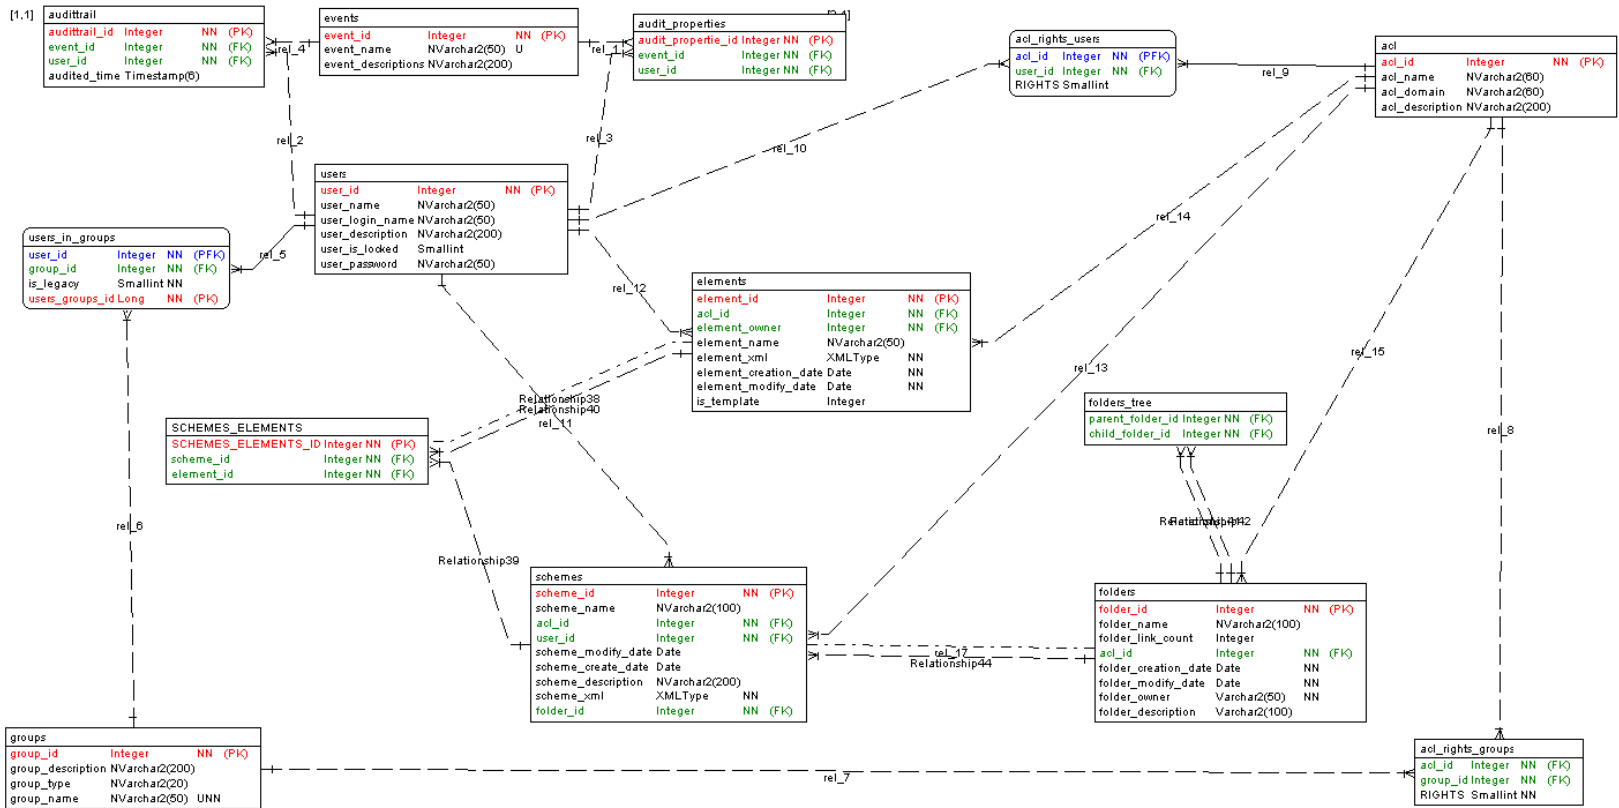 [1,1]
audittrail
audittrail_id Integer NN (PK)
event_id Integer NN (FK)
user_id Integer NN (FK)
audited_time Timestamp(6)
rel_4
events
event_id Integer NN (PK)
event_name NVarchar2(50) U
event_descriptions NVarchar2(200)
rel_1
audit_properties
audit_propertie_id Integer NN (PK)
event_id Integer NN (FK)
user_id Integer NN (FK)
acl_rights_users
acl_id Integer NN (PFK)
user_id Integer NN (FK)
RIGHTS Smallint
rel_9
acl
acl_id Integer NN (PK)
acl_name NVarchar2(60)
acl_domain NVarchar2(60)
acl_description NVarchar2(200)
rel_2
rel_3
rel_10
users
user_id Integer NN (PK)
user_name NVarchar2(50)
user_login_name NVarchar2(50)
user_description NVarchar2(200)
user_is_locked Smallint
user_password NVarchar2(50)
rel_14
users_in_groups
user_id Integer NN (PFK)
group_id Integer NN (FK)
is_legacy Smallint NN
users_groups_id Long NN (PK)
rel_5
rel_12
elements
element_id Integer NN (PK)
acl_id Integer NN (FK)
element_owner Integer NN (FK)
element_name NVarchar2(50)
element_xml XMLType NN
element_creation_date Date NN
element_modify_date Date NN
is_template Integer
rel_15
rel_13
Relationship38
Relationship40
rel_11
folders_tree
parent_folder_id Integer NN (FK)
child_folder_id Integer NN (FK)
rel_8
SCHEMES_ELEMENTS
SCHEMES_ELEMENTS_ID Integer NN (PK)
scheme_id Integer NN (FK)
element_id Integer NN (FK)
rel_6
Relationship39
schemes
scheme_id Integer NN (PK)
scheme_name NVarchar2(100)
acl_id Integer NN (FK)
user_id Integer NN (FK)
scheme_modify_date Date
scheme_create_date Date
scheme_description NVarchar2(200)
scheme_xml XMLType NN
folder_id Integer NN (FK)
rel_17
Relationship44
folders
folder_id Integer NN (PK)
folder_name NVarchar2(100)
folder_link_count Integer
acl_id Integer NN (FK)
folder_creation_date Date NN
folder_modify_date Date NN
folder_owner Varchar2(50) NN
folder_description Varchar2(100)
groups
group_id Integer NN (PK)
group_description NVarchar2(200)
group_type NVarchar2(20)
group_name NVarchar2(50) UNN
rel_7
acl_rights_groups
acl_id Integer NN (FK)
group_id Integer NN (FK)
RIGHTS Smallint NN